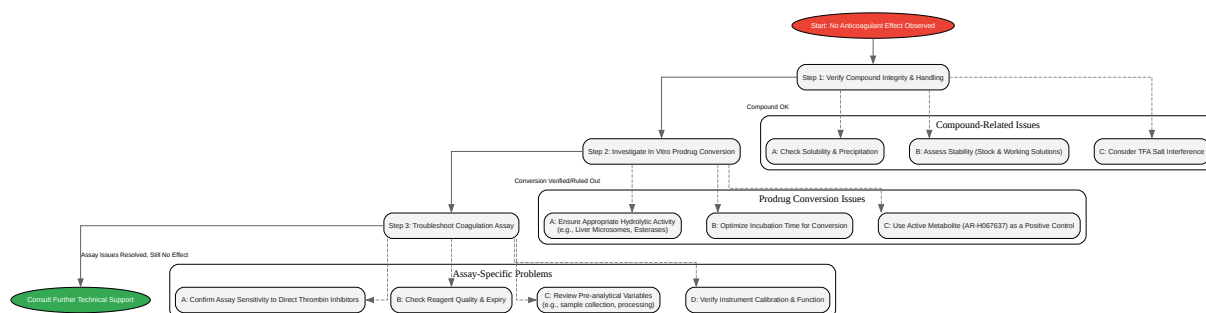 Start: No Anticoagulant Effect Observed
Step 1: Verify Compound Integrity & Handling
Compound OK
Compound-Related Issues
A: Check Solubility & Precipitation
B: Assess Stability (Stock & Working Solutions)
C: Consider TFA Salt Interference
Step 2: Investigate In Vitro Prodrug Conversion
Conversion Verified/Ruled Out
Prodrug Conversion Issues
A: Ensure Appropriate Hydrolytic Activity
(e.g., Liver Microsomes, Esterases)
B: Optimize Incubation Time for Conversion
C: Use Active Metabolite (AR-H067637) as a Positive Control
Step 3: Troubleshoot Coagulation Assay
Assay Issues Resolved, Still No Effect
Assay-Specific Problems
A: Confirm Assay Sensitivity to Direct Thrombin Inhibitors
B: Check Reagent Quality & Expiry
C: Review Pre-analytical Variables
(e.g., sample collection, processing)
D: Verify Instrument Calibration & Function
Consult Further Technical Support